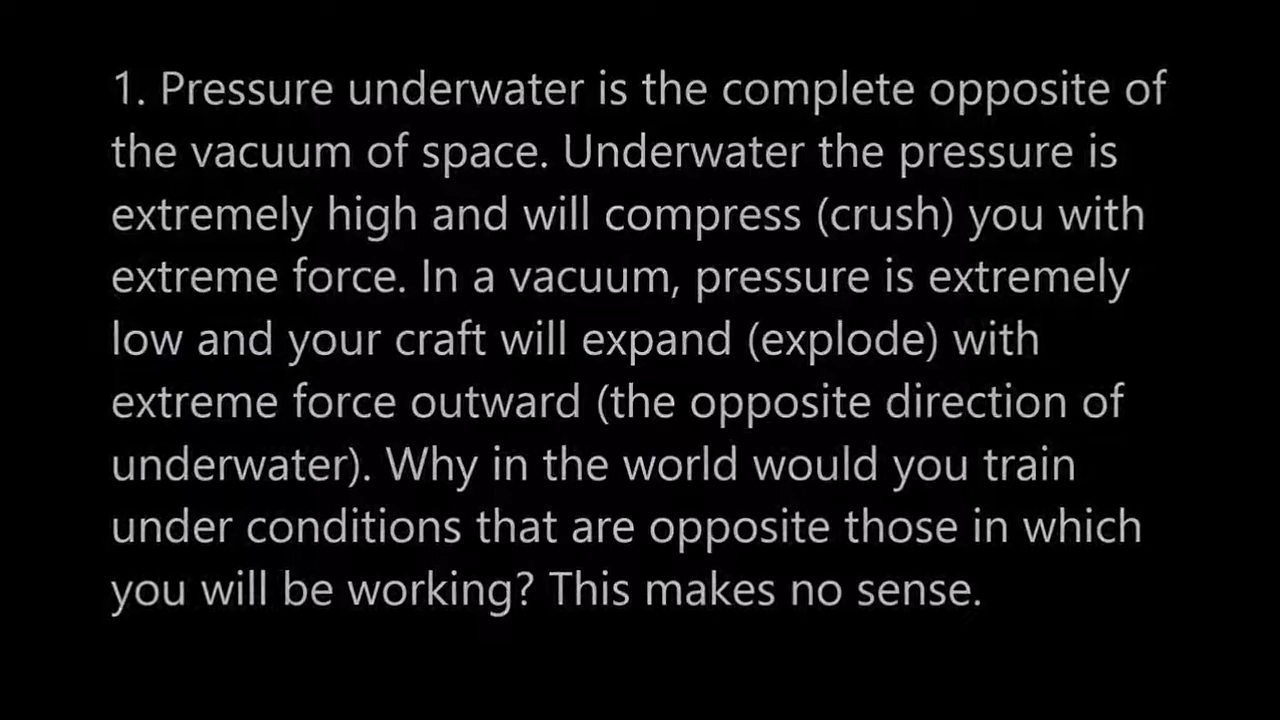 1. Pressure underwater is the complete opposite of
the vacuum of space. Underwater the pressure is
extremely high and will compress (crush) you with
extreme force. In a vacuum, pressure is extremely
low and your craft will expand (explode) with
extreme force outward (the opposite direction of
underwater). Why in the world would you train
under conditions that are opposite those in which
you will be working? This makes no sense.